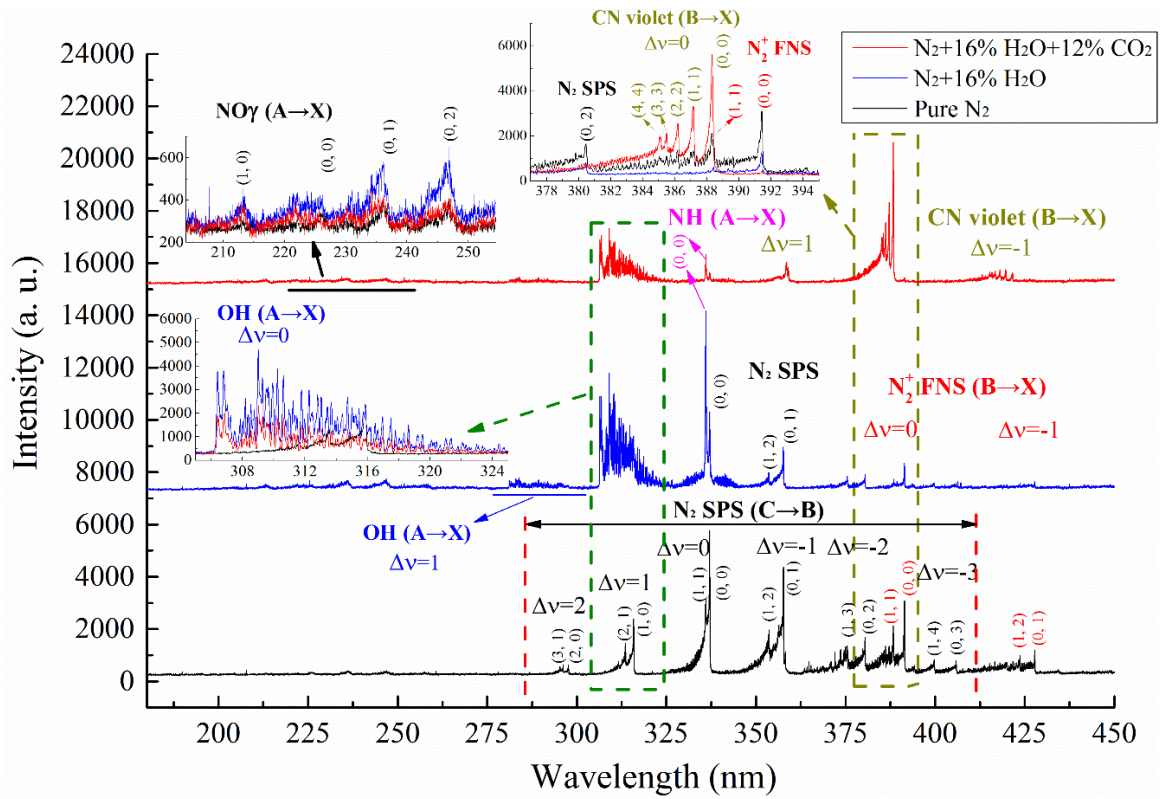 CN violet (B→X)
Δν=0
N₂⁺ FNS
N₂ SPS
(0, 2)
(4, 4)
(3, 3)
(2, 2)
(1, 1)
(0, 0)
(1, 1)
(0, 0)
6000
4000
2000
0
378 380 382 384 386 388 390 392 394
N₂+16% H₂O+12% CO₂
N₂+16% H₂O
Pure N₂
NOγ (A→X)
(1, 0)
(0, 0)
(0, 1)
(0, 2)
600
400
200
210 220 230 240 250
NH (A→X)
(0, 0)
Δν=1
CN violet (B→X)
Δν=-1
OH (A→X)
Δν=0
6000
5000
4000
3000
2000
1000
0
308 312 316 320 324
N₂ SPS
(0, 0)
(1, 2)
(0, 1)
N₂⁺ FNS (B→X)
Δν=0
Δν=-1
OH (A→X)
Δν=1
N₂ SPS (C→B)
Δν=2
(3, 1)
(2, 0)
Δν=1
(2, 1)
(1, 0)
Δν=0
(1, 1)
(0, 0)
Δν=-1
(1, 2)
(0, 1)
Δν=-2
(1, 3)
(0, 2)
(1, 1)
(0, 0)
Δν=-3
(1, 4)
(0, 3)
(1, 2)
(0, 1)
Intensity (a. u.)
24000
22000
20000
18000
16000
14000
12000
10000
8000
6000
4000
2000
0
200 225 250 275 300 325 350 375 400 425 450
Wavelength (nm)